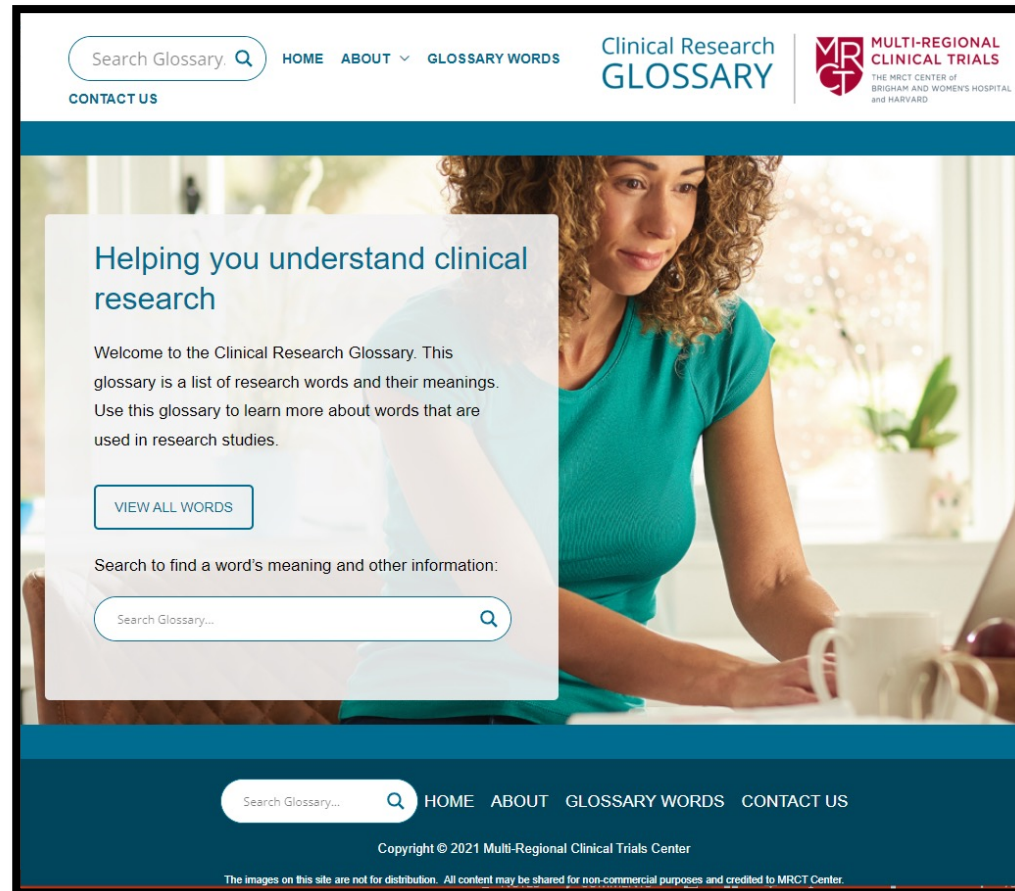 Search Glossary.
HOME ABOUT GLOSSARY WORDS
CONTACT US
Clinical Research
GLOSSARY
MRCT
MULTI-REGIONAL
CLINICAL TRIALS
THE MRCT CENTER of
BRIGHAM AND WOMEN'S HOSPITAL
and HARVARD
Helping you understand clinical
research
Welcome to the Clinical Research Glossary. This
glossary is a list of research words and their meanings.
Use this glossary to learn more about words that are
used in research studies.
VIEW ALL WORDS
Search to find a word's meaning and other information:
Search Glossary...
Search Glossary... HOME ABOUT GLOSSARY WORDS CONTACT US
Copyright © 2021 Multi-Regional Clinical Trials Center
The images on this site are not for distribution. All content may be shared for non-commercial purposes and credited to MRCT Center.